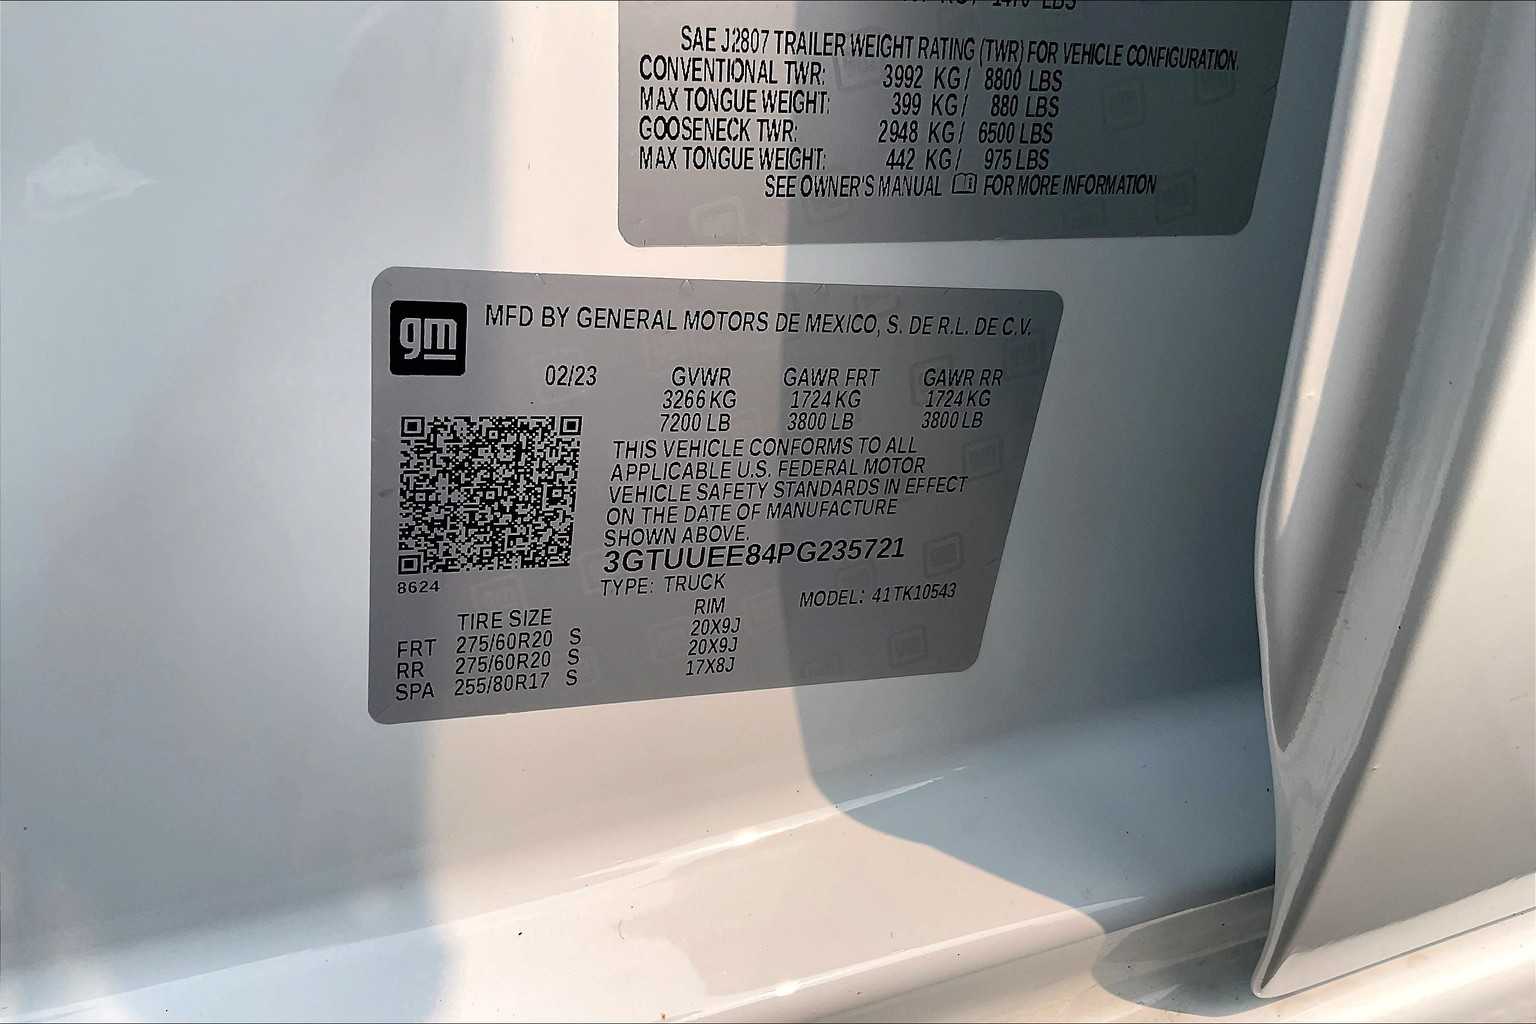 1470 LBS
SAE J2807 TRAILER WEIGHT RATING (TWR) FOR VEHICLE CONFIGURATION.
CONVENTIONAL TWR: 3992 KG/ 8800 LBS
MAX TONGUE WEIGHT: 399 KG/ 880 LBS
GOOSENECK TWR: 2948 KG/ 6500 LBS
MAX TONGUE WEIGHT: 442 KG/ 975 LBS
SEE OWNER'S MANUAL FOR MORE INFORMATION
gm MFD BY GENERAL MOTORS DE MEXICO, S. DE R.L. DE C.V.
02/23 GVWR GAWR FRT GAWR RR
3266 KG 1724 KG 1724 KG
7200 LB 3800 LB 3800 LB
THIS VEHICLE CONFORMS TO ALL
APPLICABLE U.S. FEDERAL MOTOR
VEHICLE SAFETY STANDARDS IN EFFECT
ON THE DATE OF MANUFACTURE
SHOWN ABOVE.
3GTUUEE84PG235721
8624
TYPE: TRUCK MODEL: 41TK10543
TIRE SIZE RIM
FRT 275/60R20 S 20X9J
RR 275/60R20 S 20X9J
SPA 255/80R17 S 17X8J